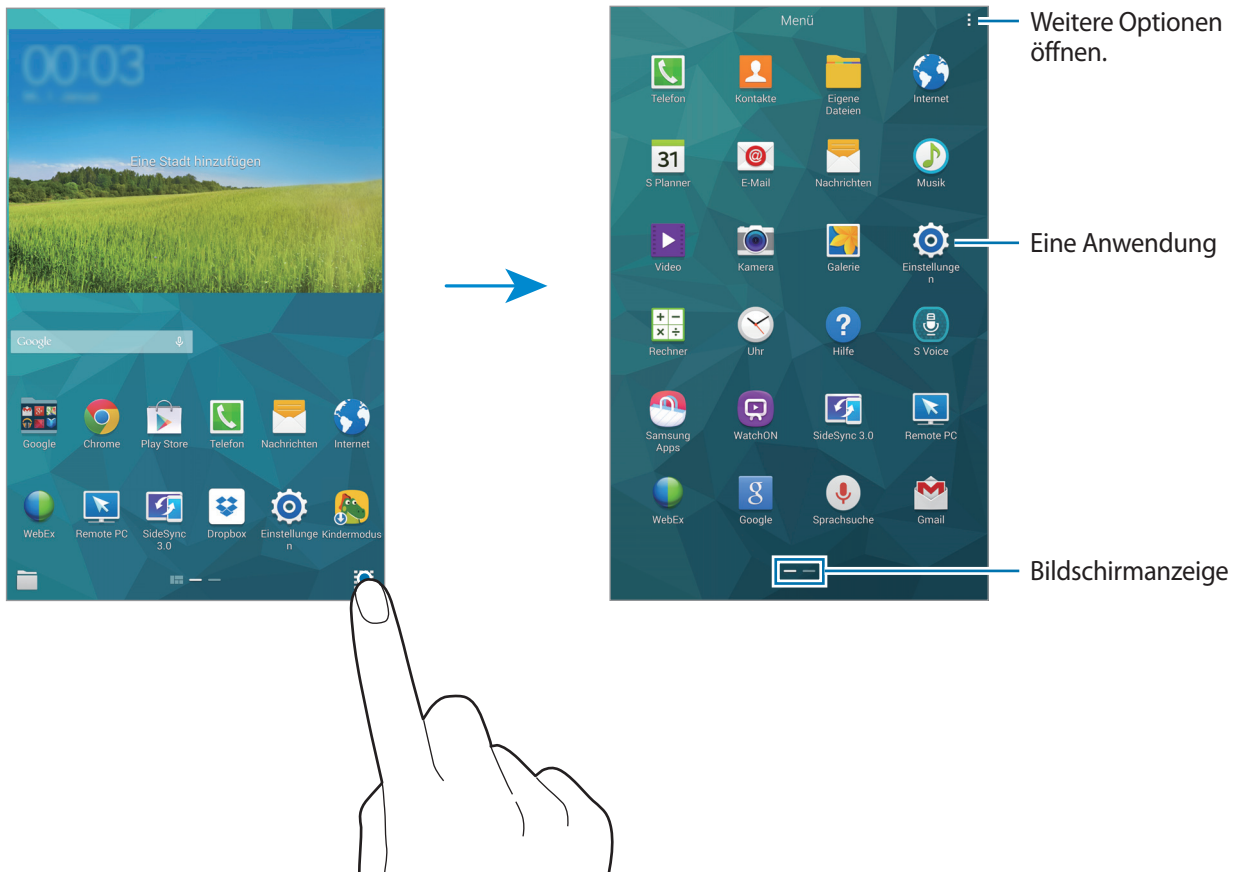 00:03
Eine Stadt hinzufügen
Google
Google Chrome Play Store Telefon Nachrichten Internet
WebEx Remote PC SideSync 3.0 Dropbox Einstellunge n Kindermodus
Menü
Weitere Optionen
öffnen.
Telefon Kontakte Eigene Dateien Internet
31
S Planner E-Mail Nachrichten Musik
Video Kamera Galerie Einstellunge n
Eine Anwendung
Rechner Uhr Hilfe S Voice
Samsung Apps WatchON SideSync 3.0 Remote PC
WebEx Google Sprachsuche Gmail
Bildschirmanzeige